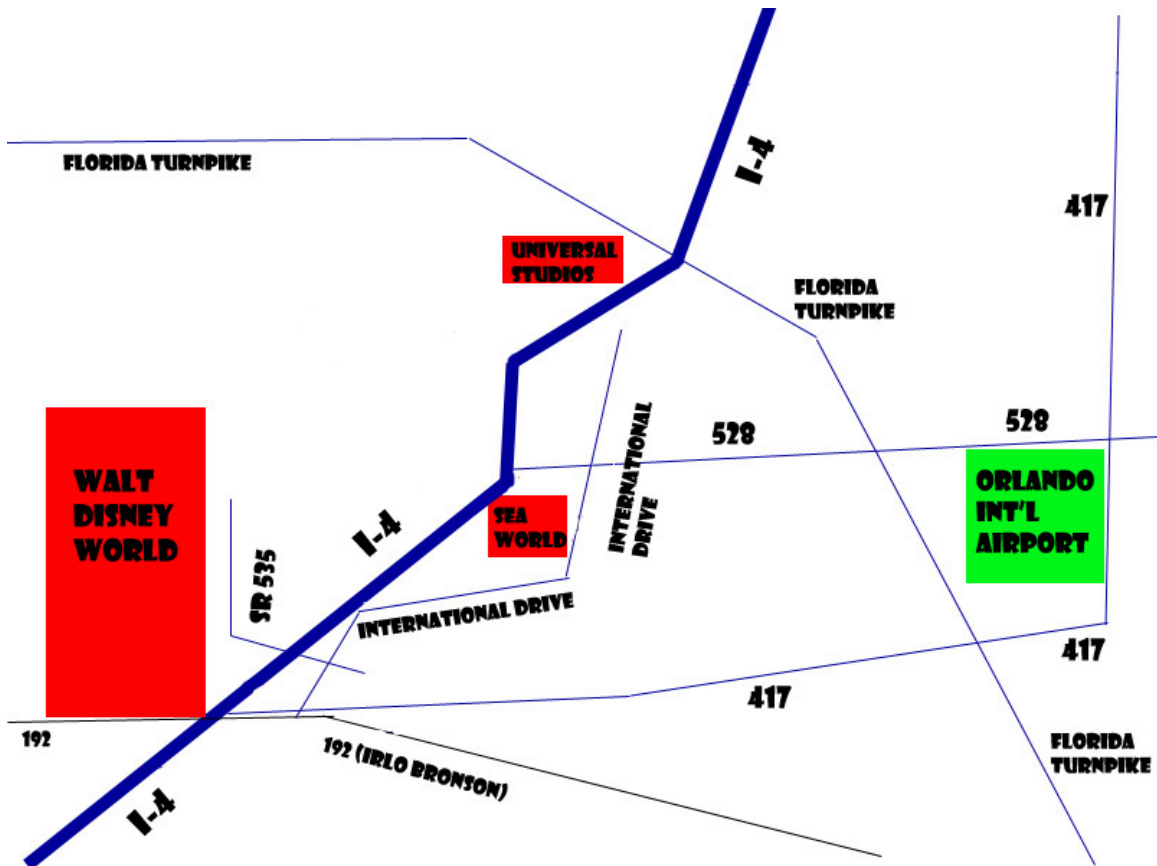 I-4
FLORIDA TURNPIKE
417
UNIVERSAL
STUDIOS
FLORIDA
TURNPIKE
528
528
INTERNATIONAL
DRIVE
WALT
DISNEY
WORLD
ORLANDO
INT'L
AIRPORT
I-4
SEA
WORLD
SR 535
INTERNATIONAL DRIVE
417
417
192
192 (IRLO BRONSON)
FLORIDA
TURNPIKE
I-4